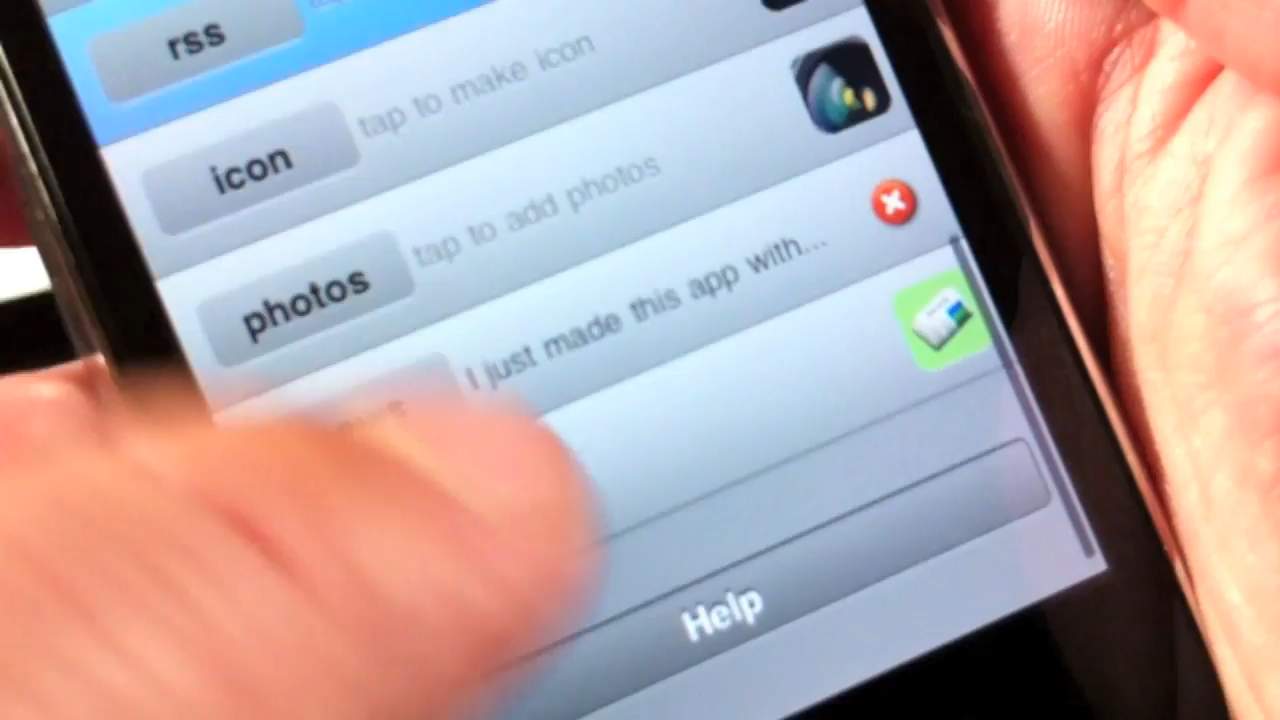 rss
icon tap to make icon
photos tap to add photos
I just made this app with...
Help